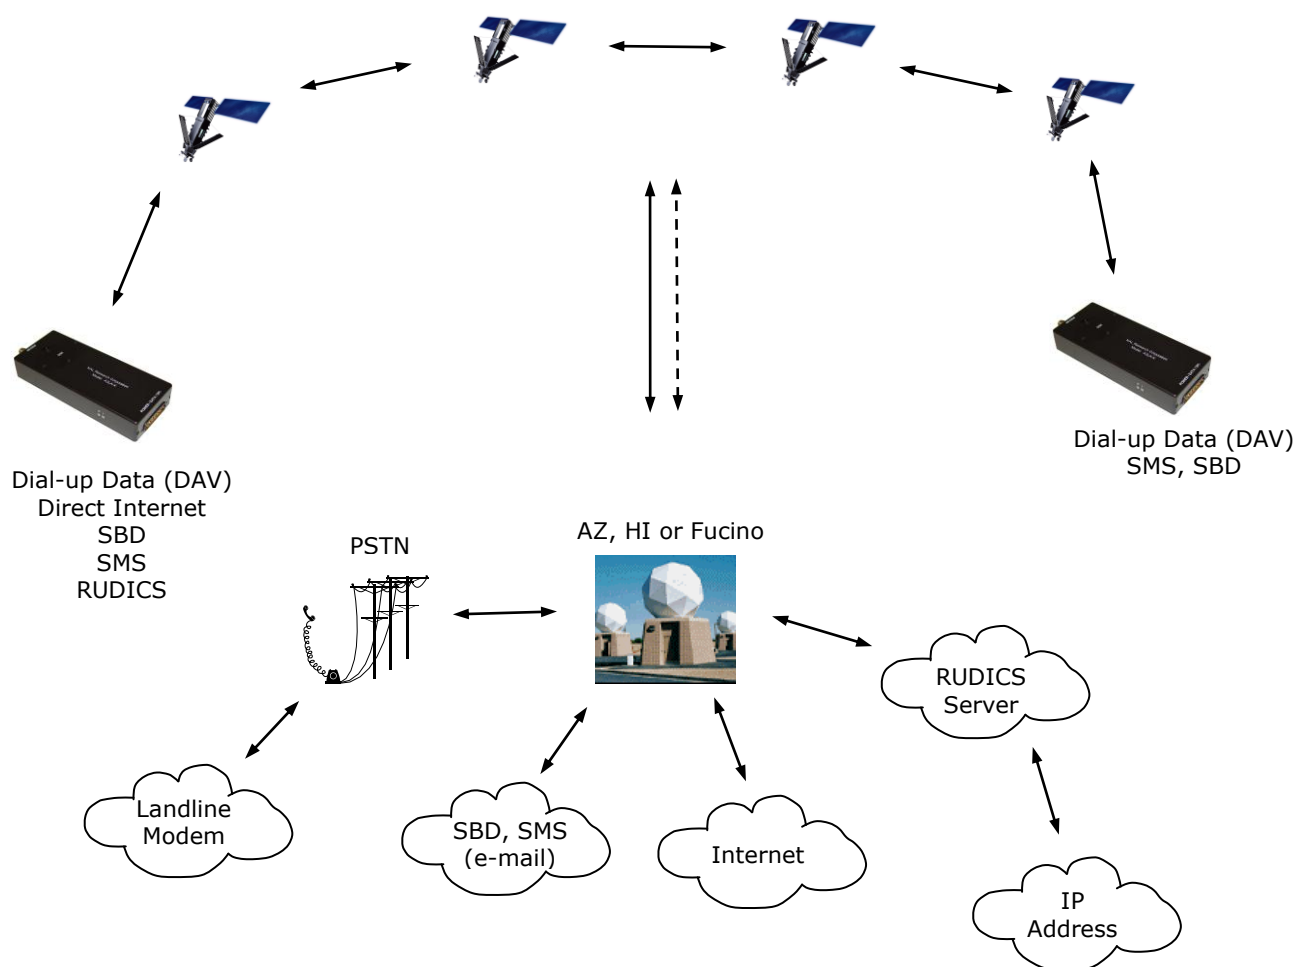 Dial-up Data (DAV)
Direct Internet
SBD
SMS
RUDICS
Dial-up Data (DAV)
SMS, SBD
PSTN
AZ, HI or Fucino
RUDICS
Server
Landline
Modem
SBD, SMS
(e-mail)
Internet
IP
Address